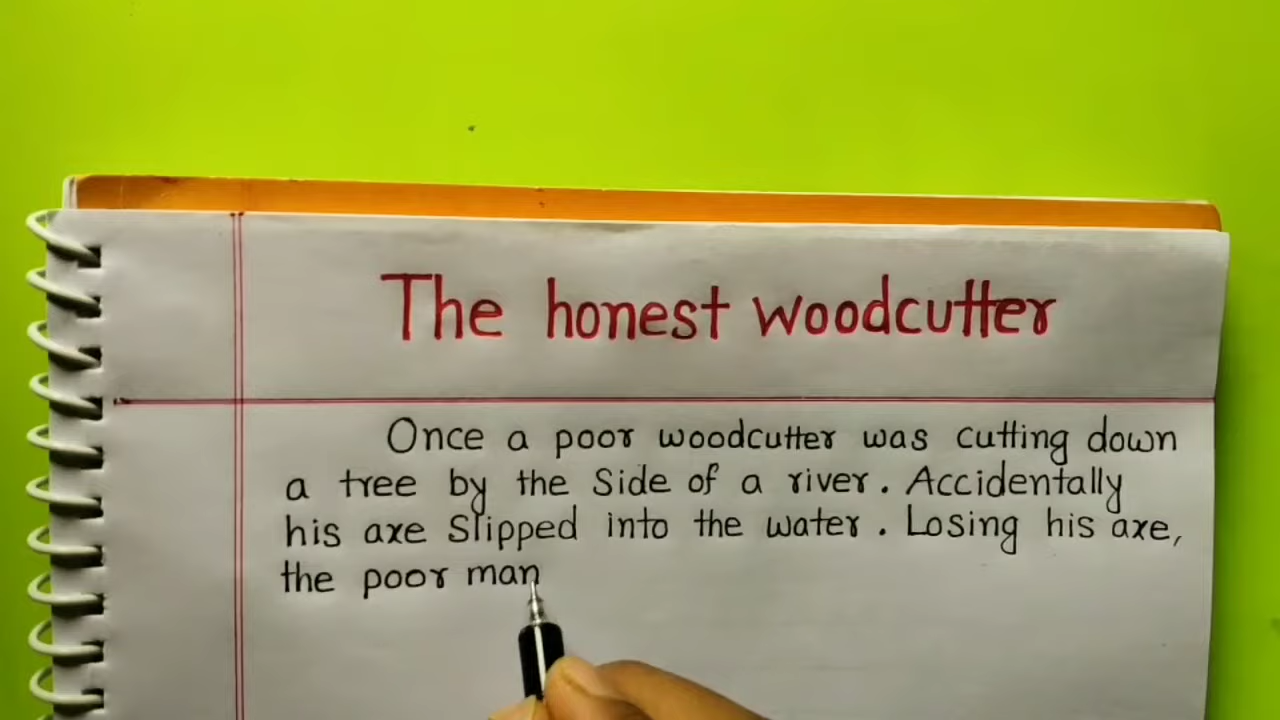 The honest woodcutter
Once a poor woodcutter was cutting down
a tree by the Side of a river. Accidentally
his axe Slipped into the water. Losing his axe,
the poor man